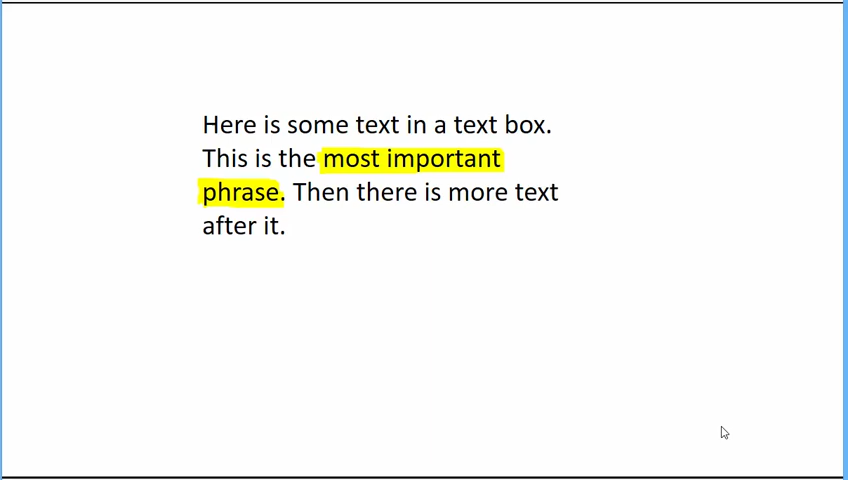 Here is some text in a text box.
This is the most important
phrase. Then there is more text
after it.